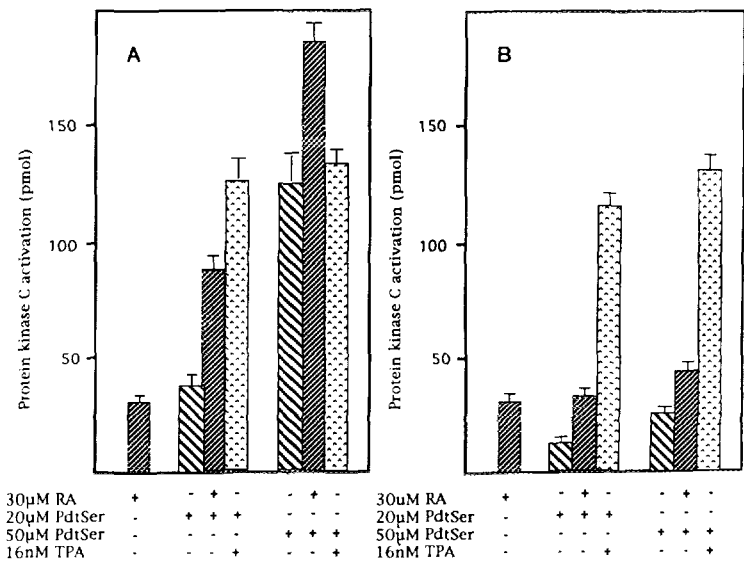 A
Protein kinase C activation (pmol)
150
100
50
30µM RA + - + - - + -
20µM PdtSer - + + + - - -
50µM PdtSer - - - - + + +
16nM TPA - - - + - - +
B
Protein kinase C activation (pmol)
150
100
50
30µM RA + - + - - + -
20µM PdtSer - + + + - - -
50µM PdtSer - - - - + + +
16nM TPA - - - + - - +